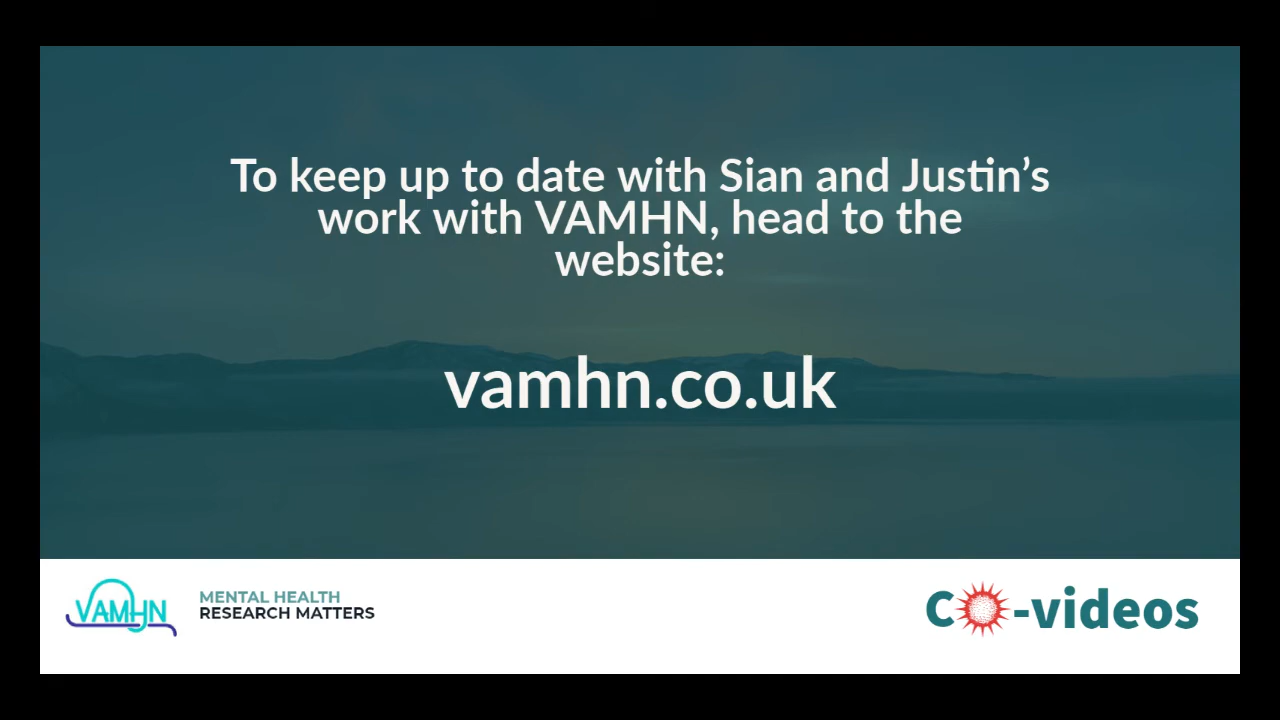 To keep up to date with Sian and Justin’s
work with VAMHN, head to the
website:
vamhn.co.uk
VAMHN
MENTAL HEALTH
RESEARCH MATTERS
CO-videos